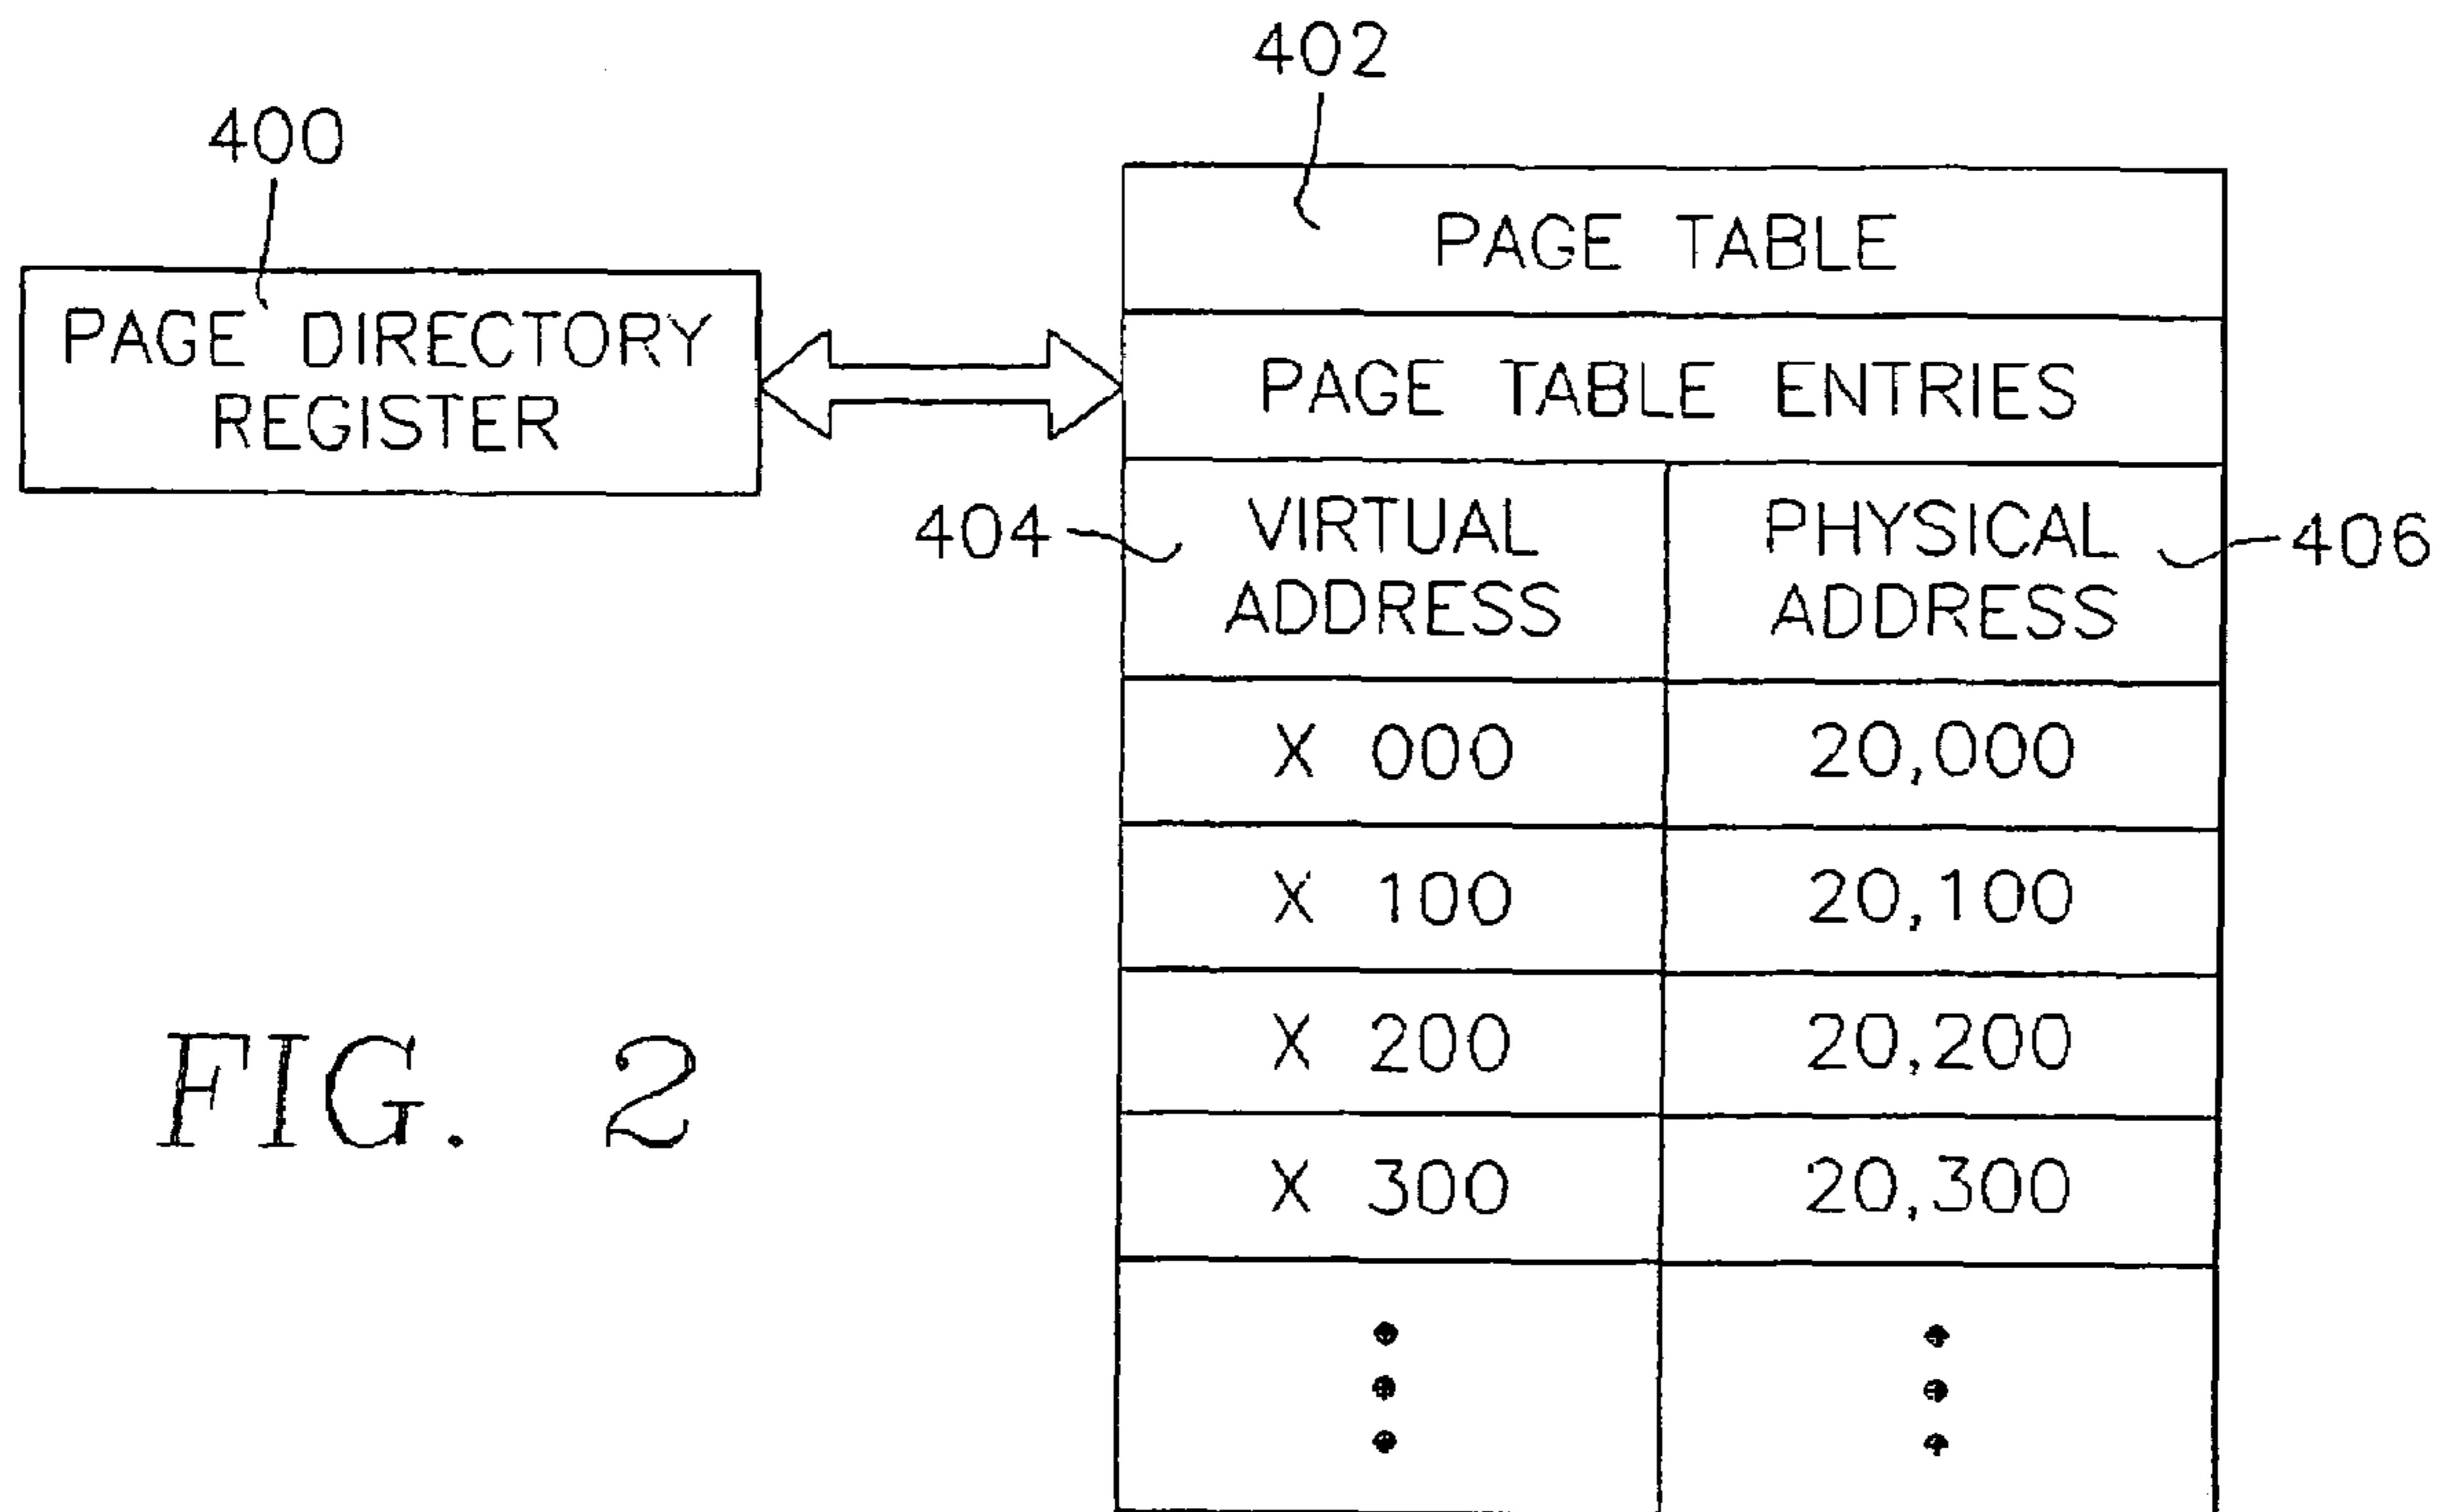 402
400
PAGE TABLE
PAGE DIRECTORY
REGISTER
PAGE TABLE ENTRIES
404
VIRTUAL
ADDRESS
PHYSICAL
ADDRESS
406
X 000
20,000
X 100
20,100
X 200
20,200
X 300
20,300
FIG. 2